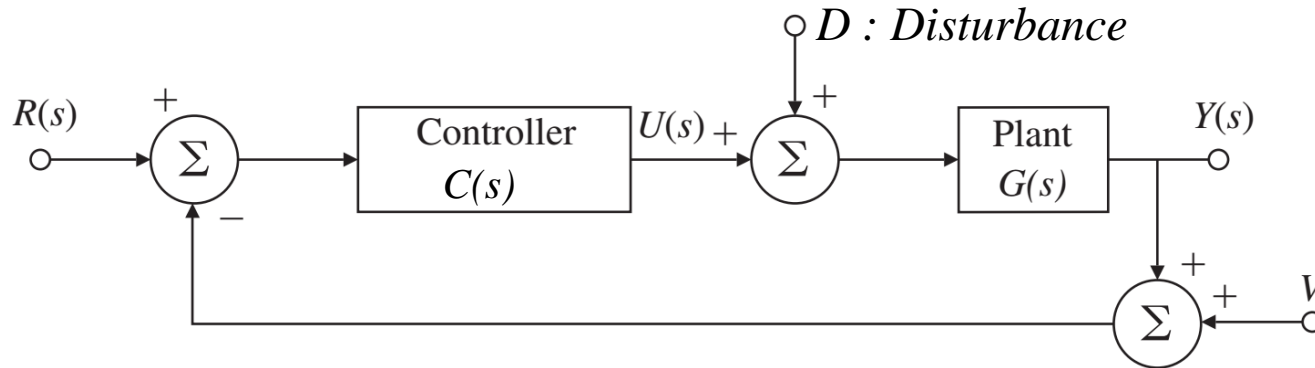 D : Disturbance
R(s)
+
Σ
−
Controller
C(s)
U(s)
+
+
Σ
Plant
G(s)
Y(s)
+
+
Σ